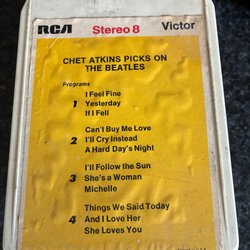 RCA Stereo 8 Victor
CHET ATKINS PICKS ON
THE BEATLES
Programs
I Feel Fine
1 Yesterday
If I Fell
Can't Buy Me Love
2 I'll Cry Instead
A Hard Day's Night
I'll Follow the Sun
3 She's a Woman
Michelle
Things We Said Today
4 And I Love Her
She Loves You